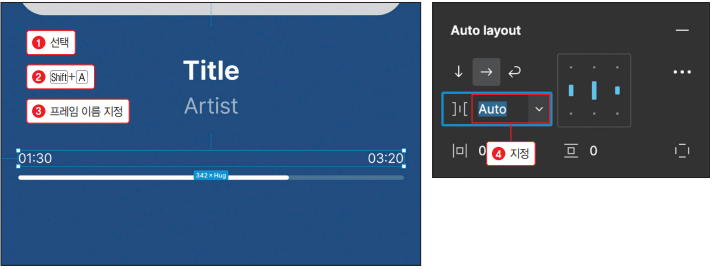 1 선택
2 Shift+A
3 프레임 이름 지정
Title
Artist
01:30 03:20
342 × Hug
Auto layout
Auto
0 0
4 지정